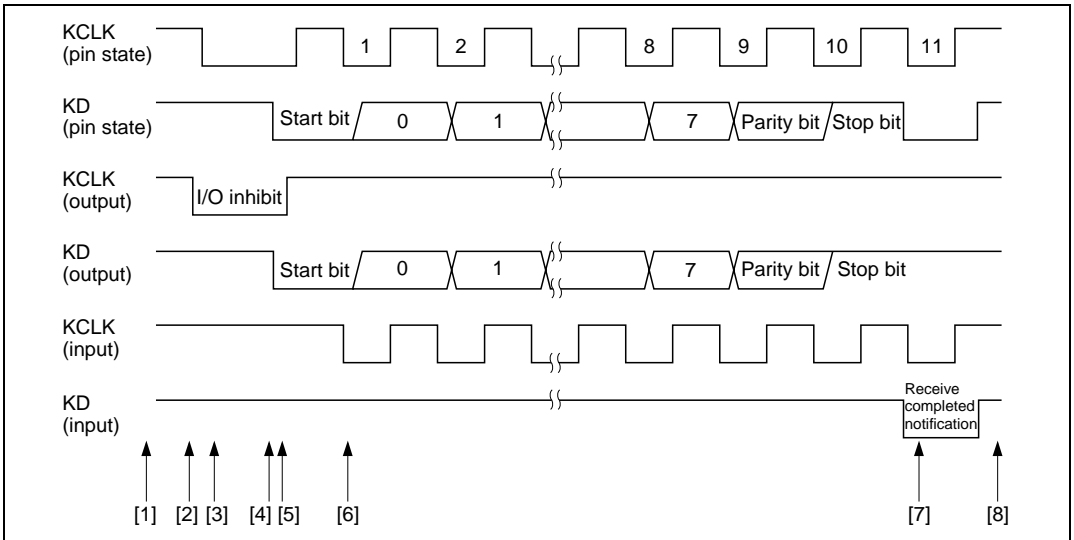 KCLK
(pin state)
1 2 8 9 10 11
KD
(pin state)
Start bit 0 1 7 Parity bit Stop bit
KCLK
(output)
I/O inhibit
KD
(output)
Start bit 0 1 7 Parity bit Stop bit
KCLK
(input)
KD
(input)
Receive
completed
notification
[1] [2] [3] [4] [5] [6] [7] [8]